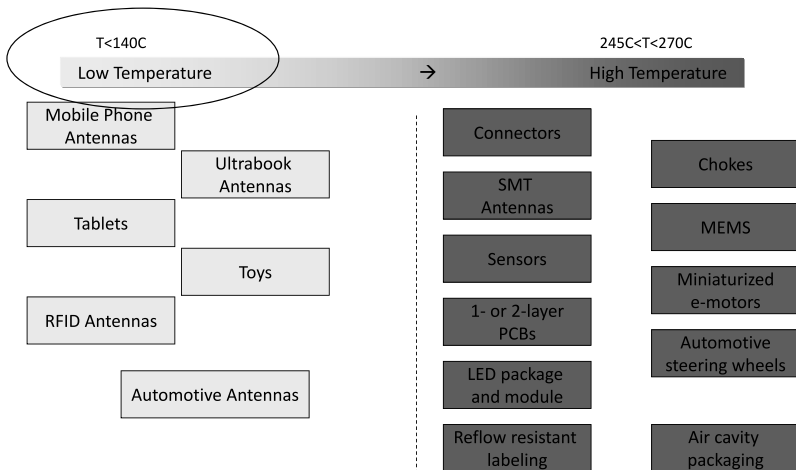 T<140C
245C<T<270C
Low Temperature
→
High Temperature
Mobile Phone
Antennas
Ultrabook
Antennas
Tablets
Toys
RFID Antennas
Automotive Antennas
Connectors
SMT
Antennas
Sensors
1- or 2-layer
PCBs
LED package
and module
Reflow resistant
labeling
Chokes
MEMS
Miniaturized
e-motors
Automotive
steering wheels
Air cavity
packaging